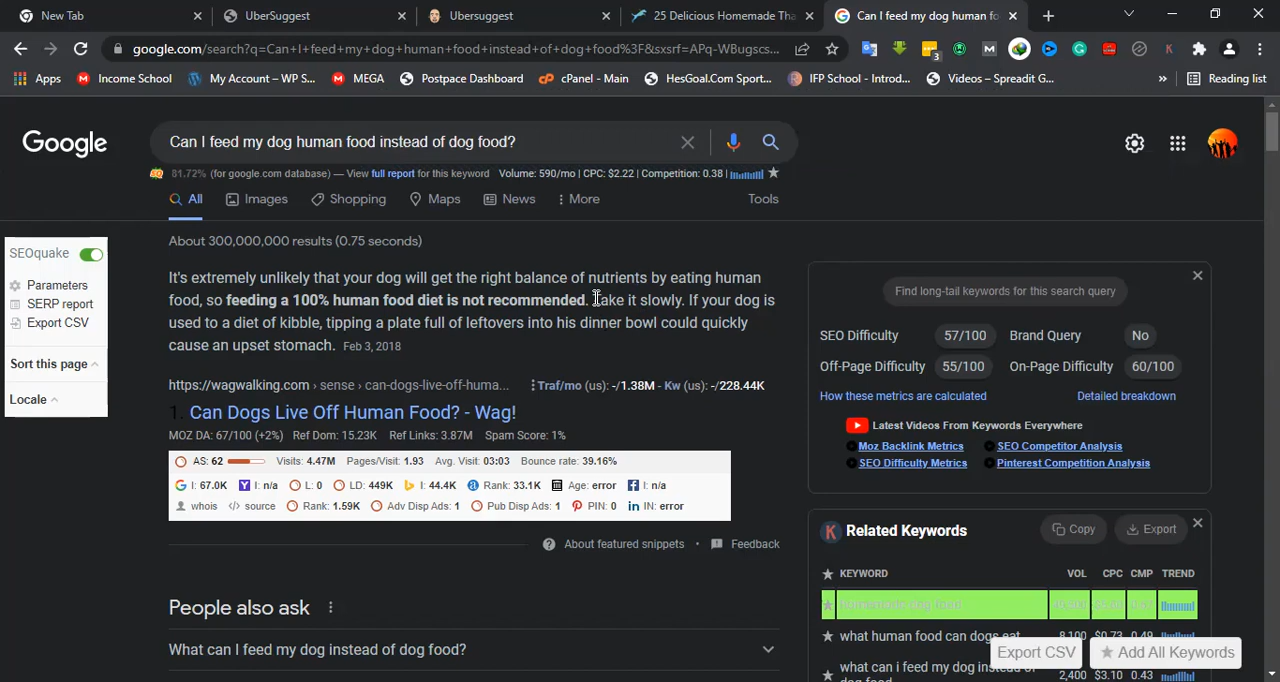 New Tab
UberSuggest
Ubersuggest
25 Delicious Homemade Tha
Can I feed my dog human fo
google.com/search?q=Can+I+feed+my+dog+human+food+instead+of+dog+food%3F&sxsrf=APq-WBugsc...
3
Apps
Income School
My Account – WP S...
MEGA
Postpace Dashboard
cPanel - Main
HesGoal.Com Sport...
IFP School - Introd...
Videos – Spreadit G...
»
Reading list
Google
Can I feed my dog human food instead of dog food?
81.72% (for google.com database) — View full report for this keyword Volume: 590/mo | CPC: $2.22 | Competition: 0.38 |
All
Images
Shopping
Maps
News
More
Tools
About 300,000,000 results (0.75 seconds)
SEOquake
Parameters
SERP report
Export CSV
Sort this page
Locale
It's extremely unlikely that your dog will get the right balance of nutrients by eating human
food, so feeding a 100% human food diet is not recommended. Take it slowly. If your dog is
used to a diet of kibble, tipping a plate full of leftovers into his dinner bowl could quickly
cause an upset stomach. Feb 3, 2018
https://wagwalking.com › sense › can-dogs-live-off-huma...
Traf/mo (us): -/1.38M - Kw (us): -/228.44K
1. Can Dogs Live Off Human Food? - Wag!
MOZ DA: 67/100 (+2%) Ref Dom: 15.23K Ref Links: 3.87M Spam Score: 1%
AS: 62 Visits: 4.47M Pages/Visit: 1.93 Avg. Visit: 03:03 Bounce rate: 39.16%
I: 67.0K I: n/a L: 0 LD: 449K I: 44.4K Rank: 33.1K Age: error I: n/a
whois </> source Rank: 1.59K Adv Disp Ads: 1 Pub Disp Ads: 1 PIN: 0 IN: error
About featured snippets • Feedback
People also ask
What can I feed my dog instead of dog food?
Find long-tail keywords for this search query
SEO Difficulty 57/100 Brand Query No
Off-Page Difficulty 55/100 On-Page Difficulty 60/100
How these metrics are calculated
Detailed breakdown
Latest Videos From Keywords Everywhere
Moz Backlink Metrics
SEO Competitor Analysis
SEO Difficulty Metrics
Pinterest Competition Analysis
Related Keywords
Copy
Export
KEYWORD VOL CPC CMP TREND
homemade dog food
what human food can dogs eat 8,100 $0.73 0.49
what can i feed my dog instead of 2,400 $3.10 0.43
dog food
Export CSV
Add All Keywords